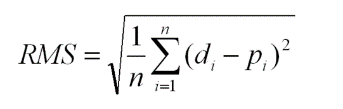 RMS = √(1/n ∑_{i=1}^{n} (d_i − p_i)²)